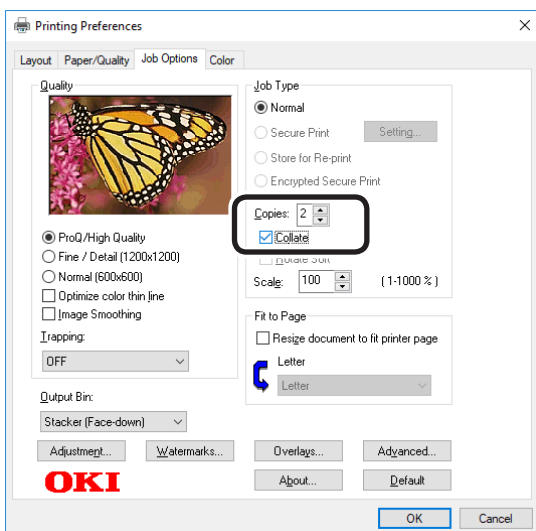 Printing Preferences
Layout Paper/Quality Job Options Color
Quality
ProQ/High Quality
Fine / Detail (1200x1200)
Normal (600x600)
Optimize color thin line
Image Smoothing
Trapping:
OFF
Output Bin:
Stacker (Face-down)
Job Type
Normal
Secure Print Setting...
Store for Re-print
Encrypted Secure Print
Copies: 2
Collate
Rotate Sort
Scale: 100 (1-1000 %)
Fit to Page
Resize document to fit printer page
Letter
Letter
Adjustment... Watermarks... Overlays... Advanced...
OKI About... Default
OK Cancel